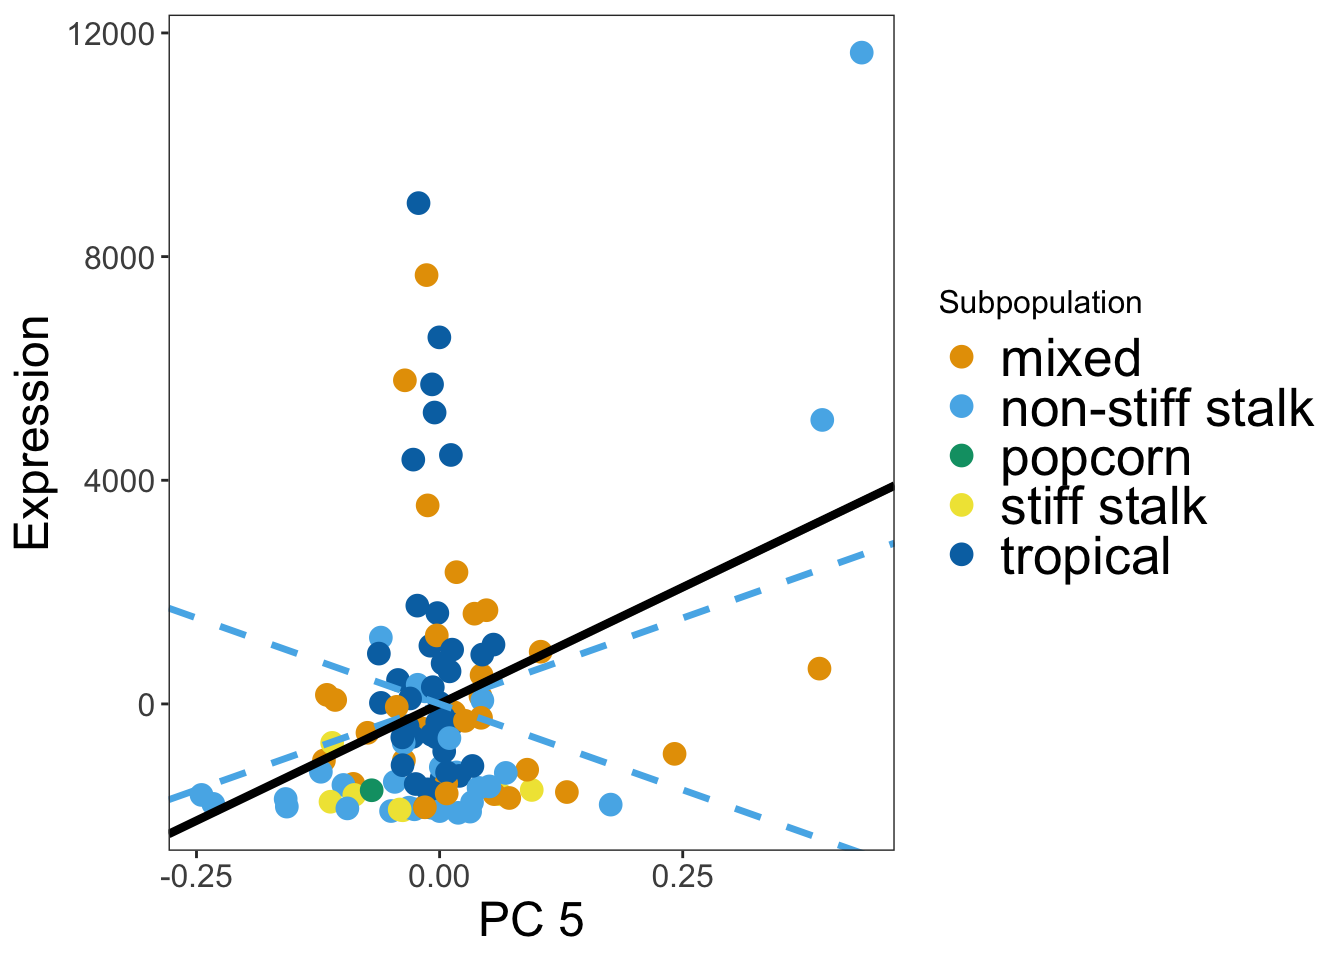 12000
8000
4000
0
Expression
-0.25
0.00
0.25
PC 5
Subpopulation
mixed
non-stiff stalk
popcorn
stiff stalk
tropical